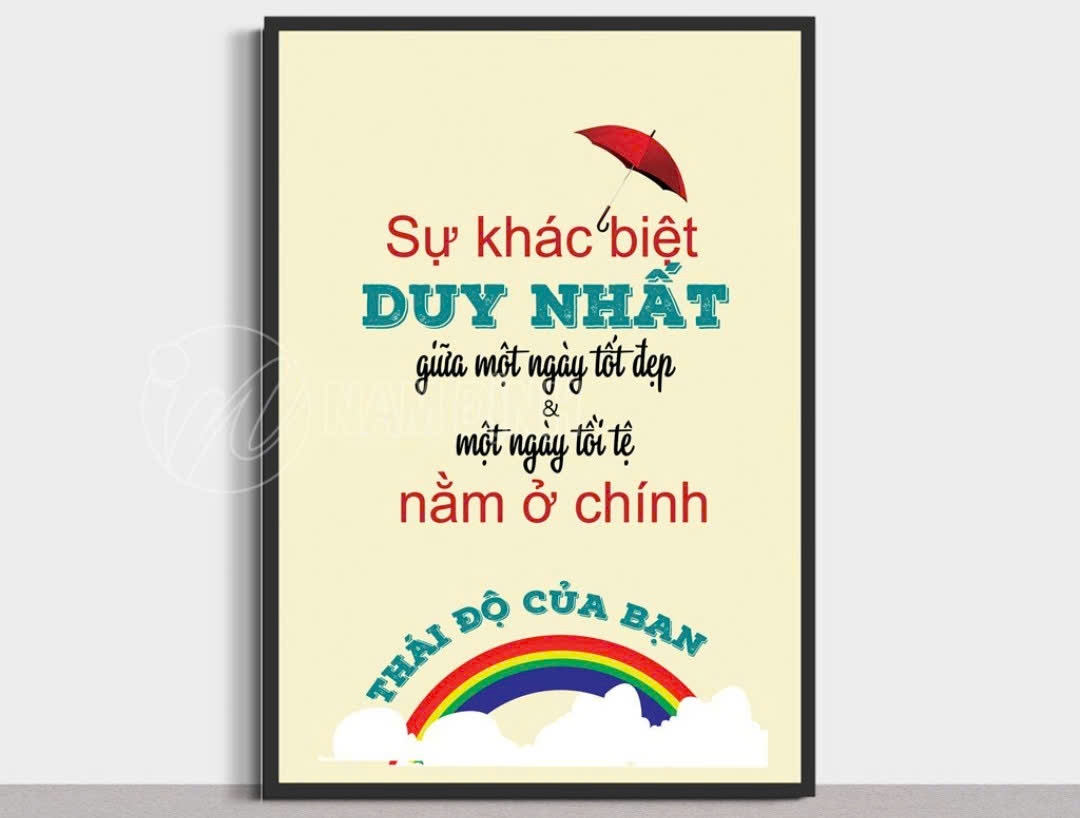 Sự khác biệt
DUY NHẤT
giữa một ngày tốt đẹp
&
một ngày tồi tệ
nằm ở chính
THÁI ĐỘ CỦA BẠN